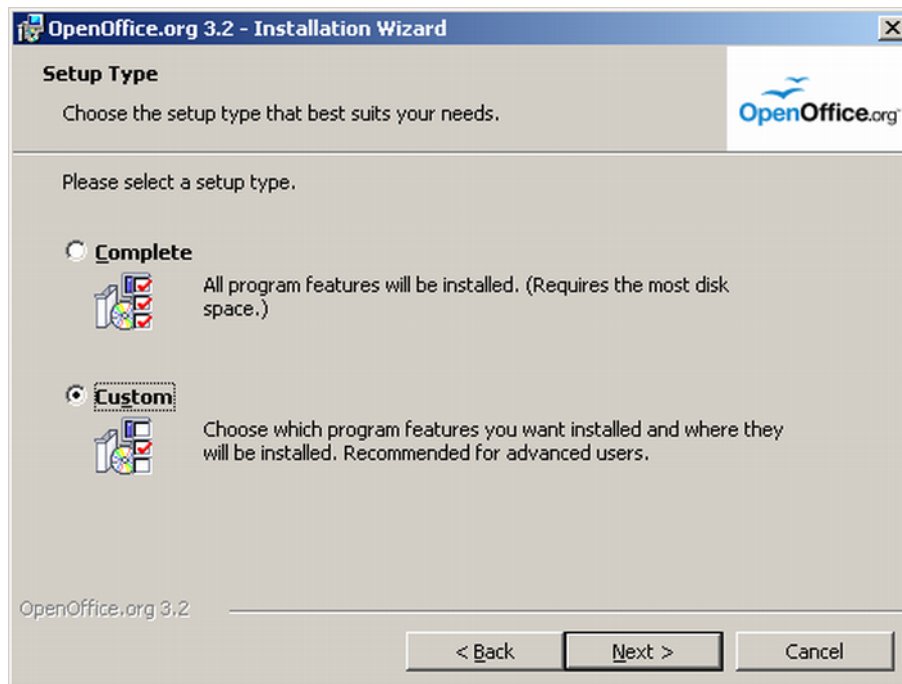 OpenOffice.org 3.2 - Installation Wizard
Setup Type
Choose the setup type that best suits your needs.
OpenOffice.org
Please select a setup type.
Complete
All program features will be installed. (Requires the most disk
space.)
Custom
Choose which program features you want installed and where they
will be installed. Recommended for advanced users.
OpenOffice.org 3.2
< Back
Next >
Cancel